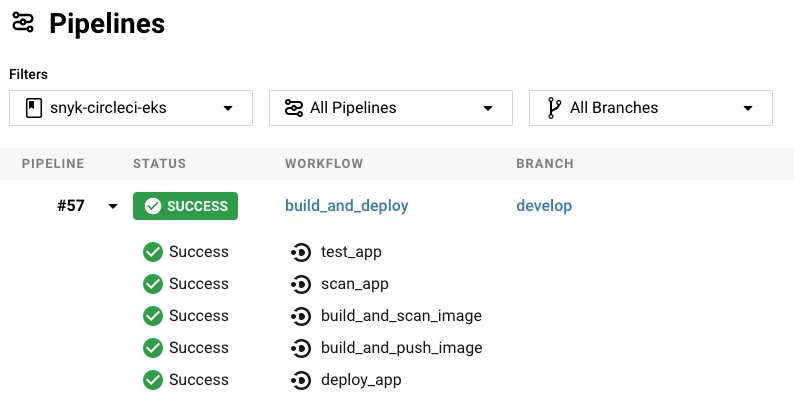 Pipelines
Filters
snyk-circleci-eks All Pipelines All Branches
PIPELINE STATUS WORKFLOW BRANCH
#57 SUCCESS build_and_deploy develop
Success test_app
Success scan_app
Success build_and_scan_image
Success build_and_push_image
Success deploy_app